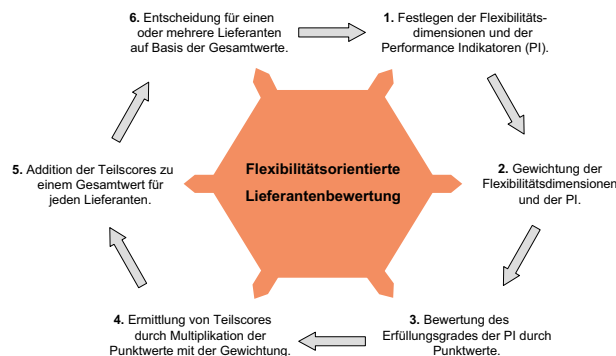 6. Entscheidung für einen
oder mehrere Lieferanten
auf Basis der Gesamtwerte.
1. Festlegen der Flexibilitäts-
dimensionen und der
Performance Indikatoren (PI).
5. Addition der Teilscores zu
einem Gesamtwert für
jeden Lieferanten.
Flexibilitätsorientierte
Lieferantenbewertung
2. Gewichtung der
Flexibilitätsdimensionen
und der PI.
4. Ermittlung von Teilscores
durch Multiplikation der
Punktwerte mit der Gewichtung.
3. Bewertung des
Erfüllungsgrades der PI durch
Punktwerte.